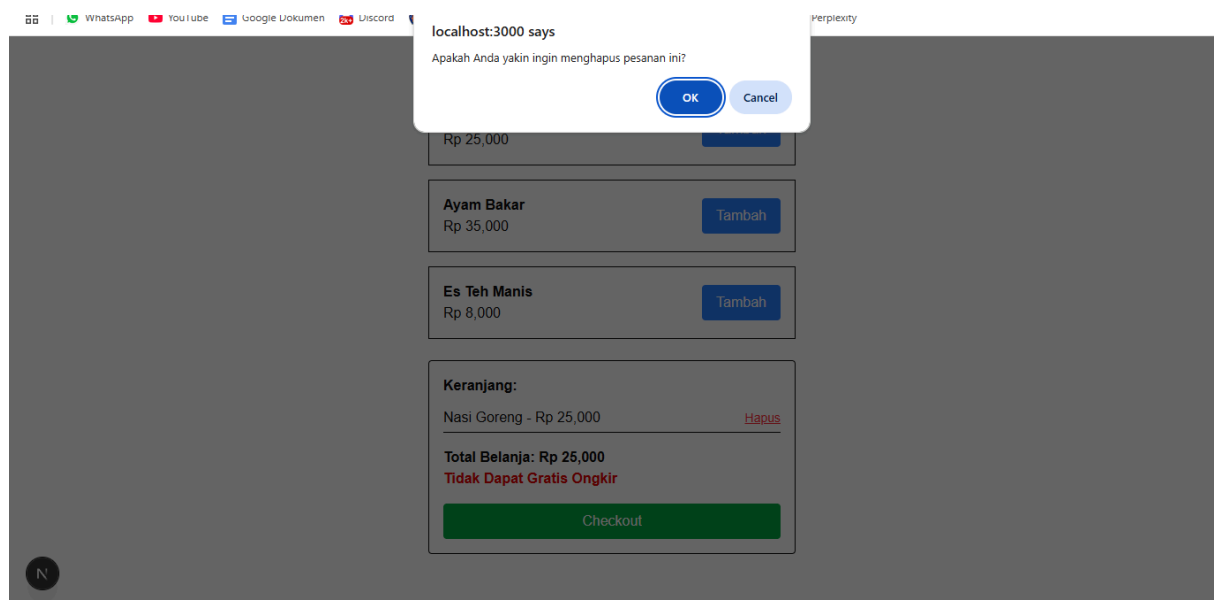 WhatsApp YouTube Google Dokumen Discord Perplexity
localhost:3000 says
Apakah Anda yakin ingin menghapus pesanan ini?
OK Cancel
Rp 25,000
Ayam Bakar
Rp 35,000
Tambah
Es Teh Manis
Rp 8,000
Tambah
Keranjang:
Nasi Goreng - Rp 25,000 Hapus
Total Belanja: Rp 25,000
Tidak Dapat Gratis Ongkir
Checkout
N